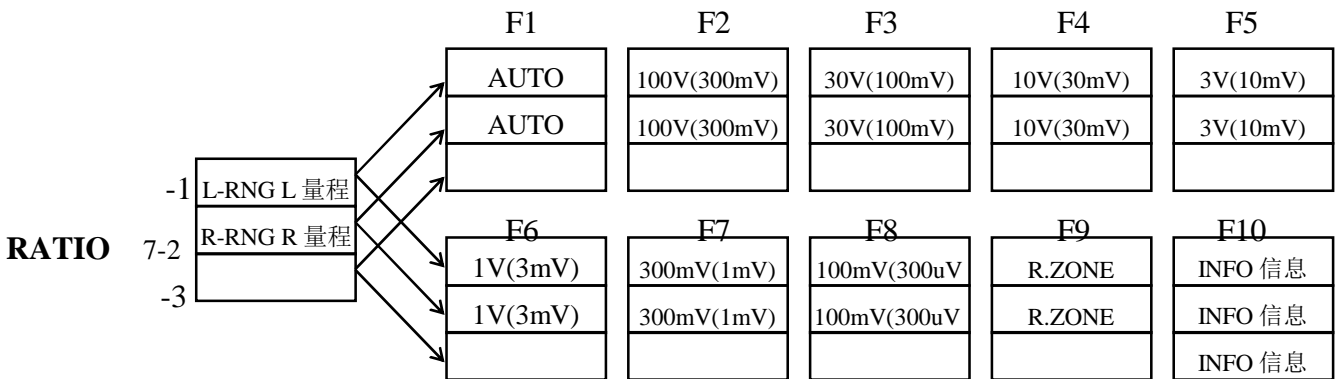 F1 F2 F3 F4 F5
AUTO 100V(300mV) 30V(100mV) 10V(30mV) 3V(10mV)
AUTO 100V(300mV) 30V(100mV) 10V(30mV) 3V(10mV)
-1 L-RNG L 量程
RATIO 7-2 R-RNG R 量程
-3
F6 F7 F8 F9 F10
1V(3mV) 300mV(1mV) 100mV(300uV R.ZONE INFO 信息
1V(3mV) 300mV(1mV) 100mV(300uV R.ZONE INFO 信息
INFO 信息